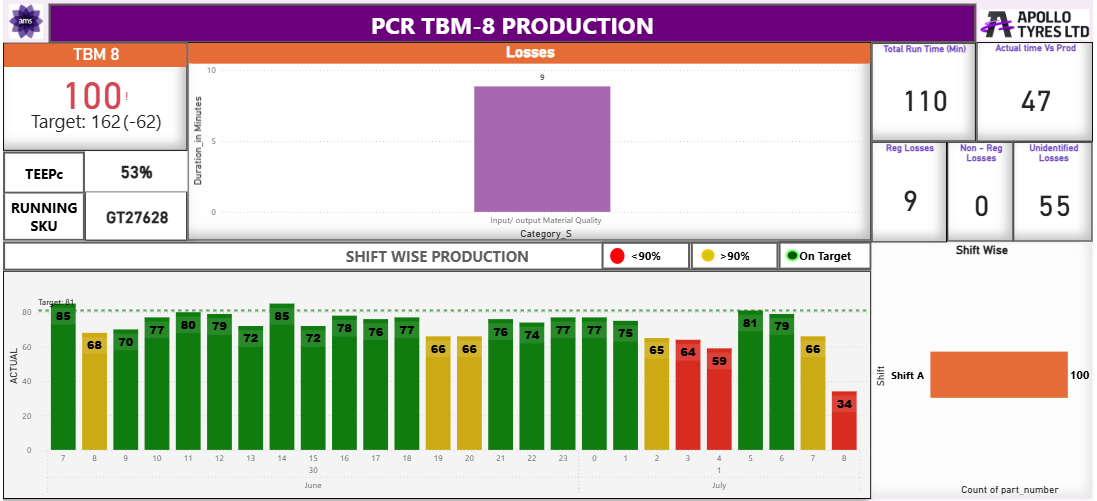 ams
PCR TBM-8 PRODUCTION
APOLLO
TYRES LTD
TBM 8
100!
Target: 162 (-62)
TEEPc
53%
RUNNING
SKU
GT27628
Losses
Duration_in Minutes
10
5
0
9
Input/ output Material Quality
Category_S
Total Run Time (Min)
110
Actual time Vs Prod
47
Reg Losses
9
Non - Reg
Losses
0
Unidentified
Losses
55
SHIFT WISE PRODUCTION
<90%
>90%
On Target
Target: 81
ACTUAL
80
60
40
20
0
85 68 70 77 80 79 72 85 72 78 76 77 66 66 76 74 77 77 75 65 64 59 81 79 66 34
7 8 9 10 11 12 13 14 15 16 17 18 19 20 21 22 23 0 1 2 3 4 5 6 7 8
30 1
June July
Shift Wise
Shift
Shift A
100
Count of part_number